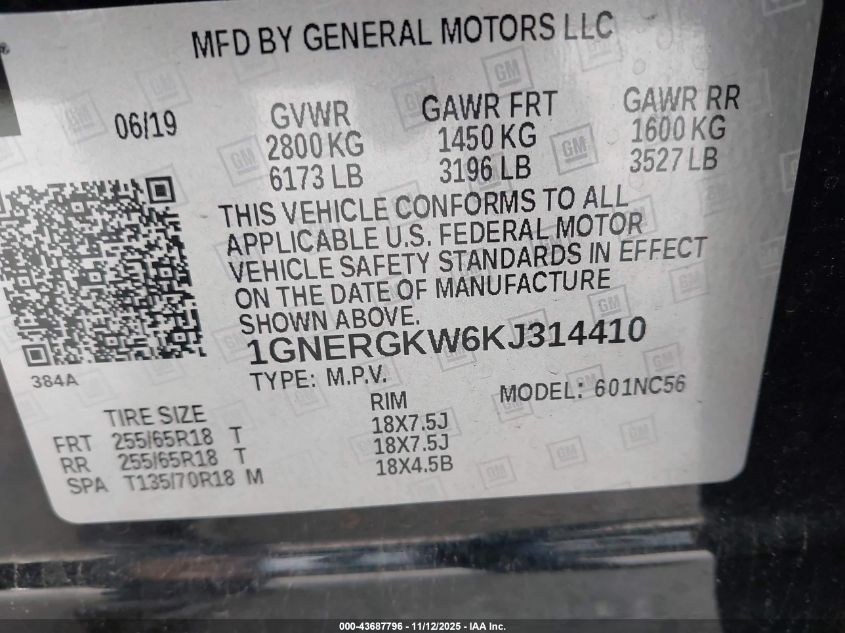 MFD BY GENERAL MOTORS LLC
06/19
GVWR GAWR FRT GAWR RR
2800 KG 1450 KG 1600 KG
6173 LB 3196 LB 3527 LB
THIS VEHICLE CONFORMS TO ALL
APPLICABLE U.S. FEDERAL MOTOR
VEHICLE SAFETY STANDARDS IN EFFECT
ON THE DATE OF MANUFACTURE
SHOWN ABOVE.
1GNERGKW6KJ314410
384A
TYPE: M.P.V. MODEL: 601NC56
TIRE SIZE RIM
FRT 255/65R18 T 18X7.5J
RR 255/65R18 T 18X7.5J
SPA T135/70R18 M 18X4.5B
000-43687796 - 11/12/2025 - IAA Inc.